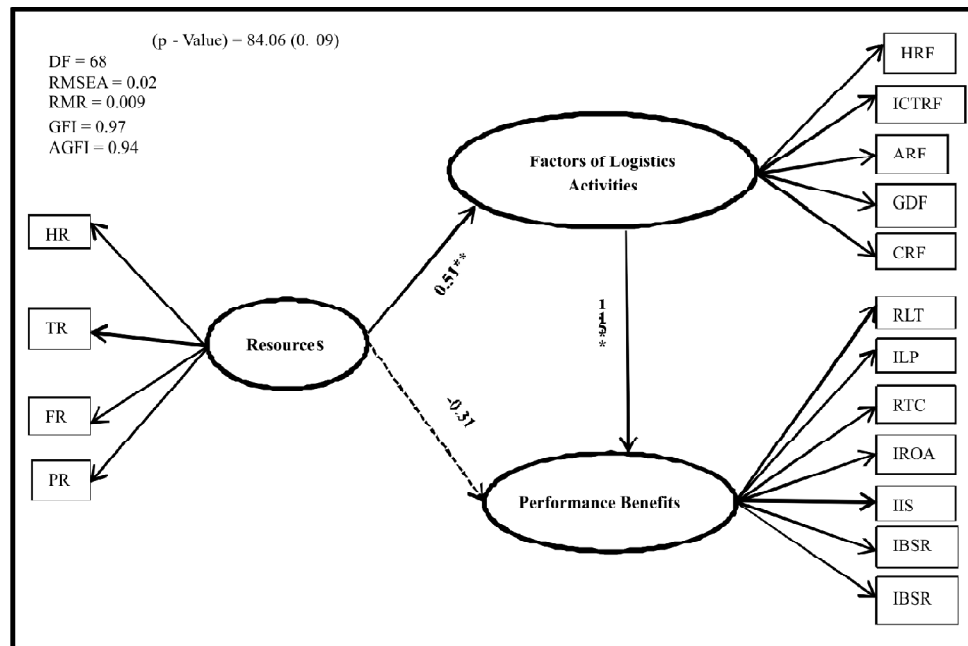 (p - Value) = 84.06 (0. 09)
DF = 68
RMSEA = 0.02
RMR = 0.009
GFI = 0.97
AGFI = 0.94
HRF
ICTRF
ARF
GDF
CRF
Factors of Logistics
Activities
HR
TR
FR
PR
Resources
0.51**
-0.31
Performance Benefits
RLT
ILP
RTC
IROA
IIS
IBSR
IBSR